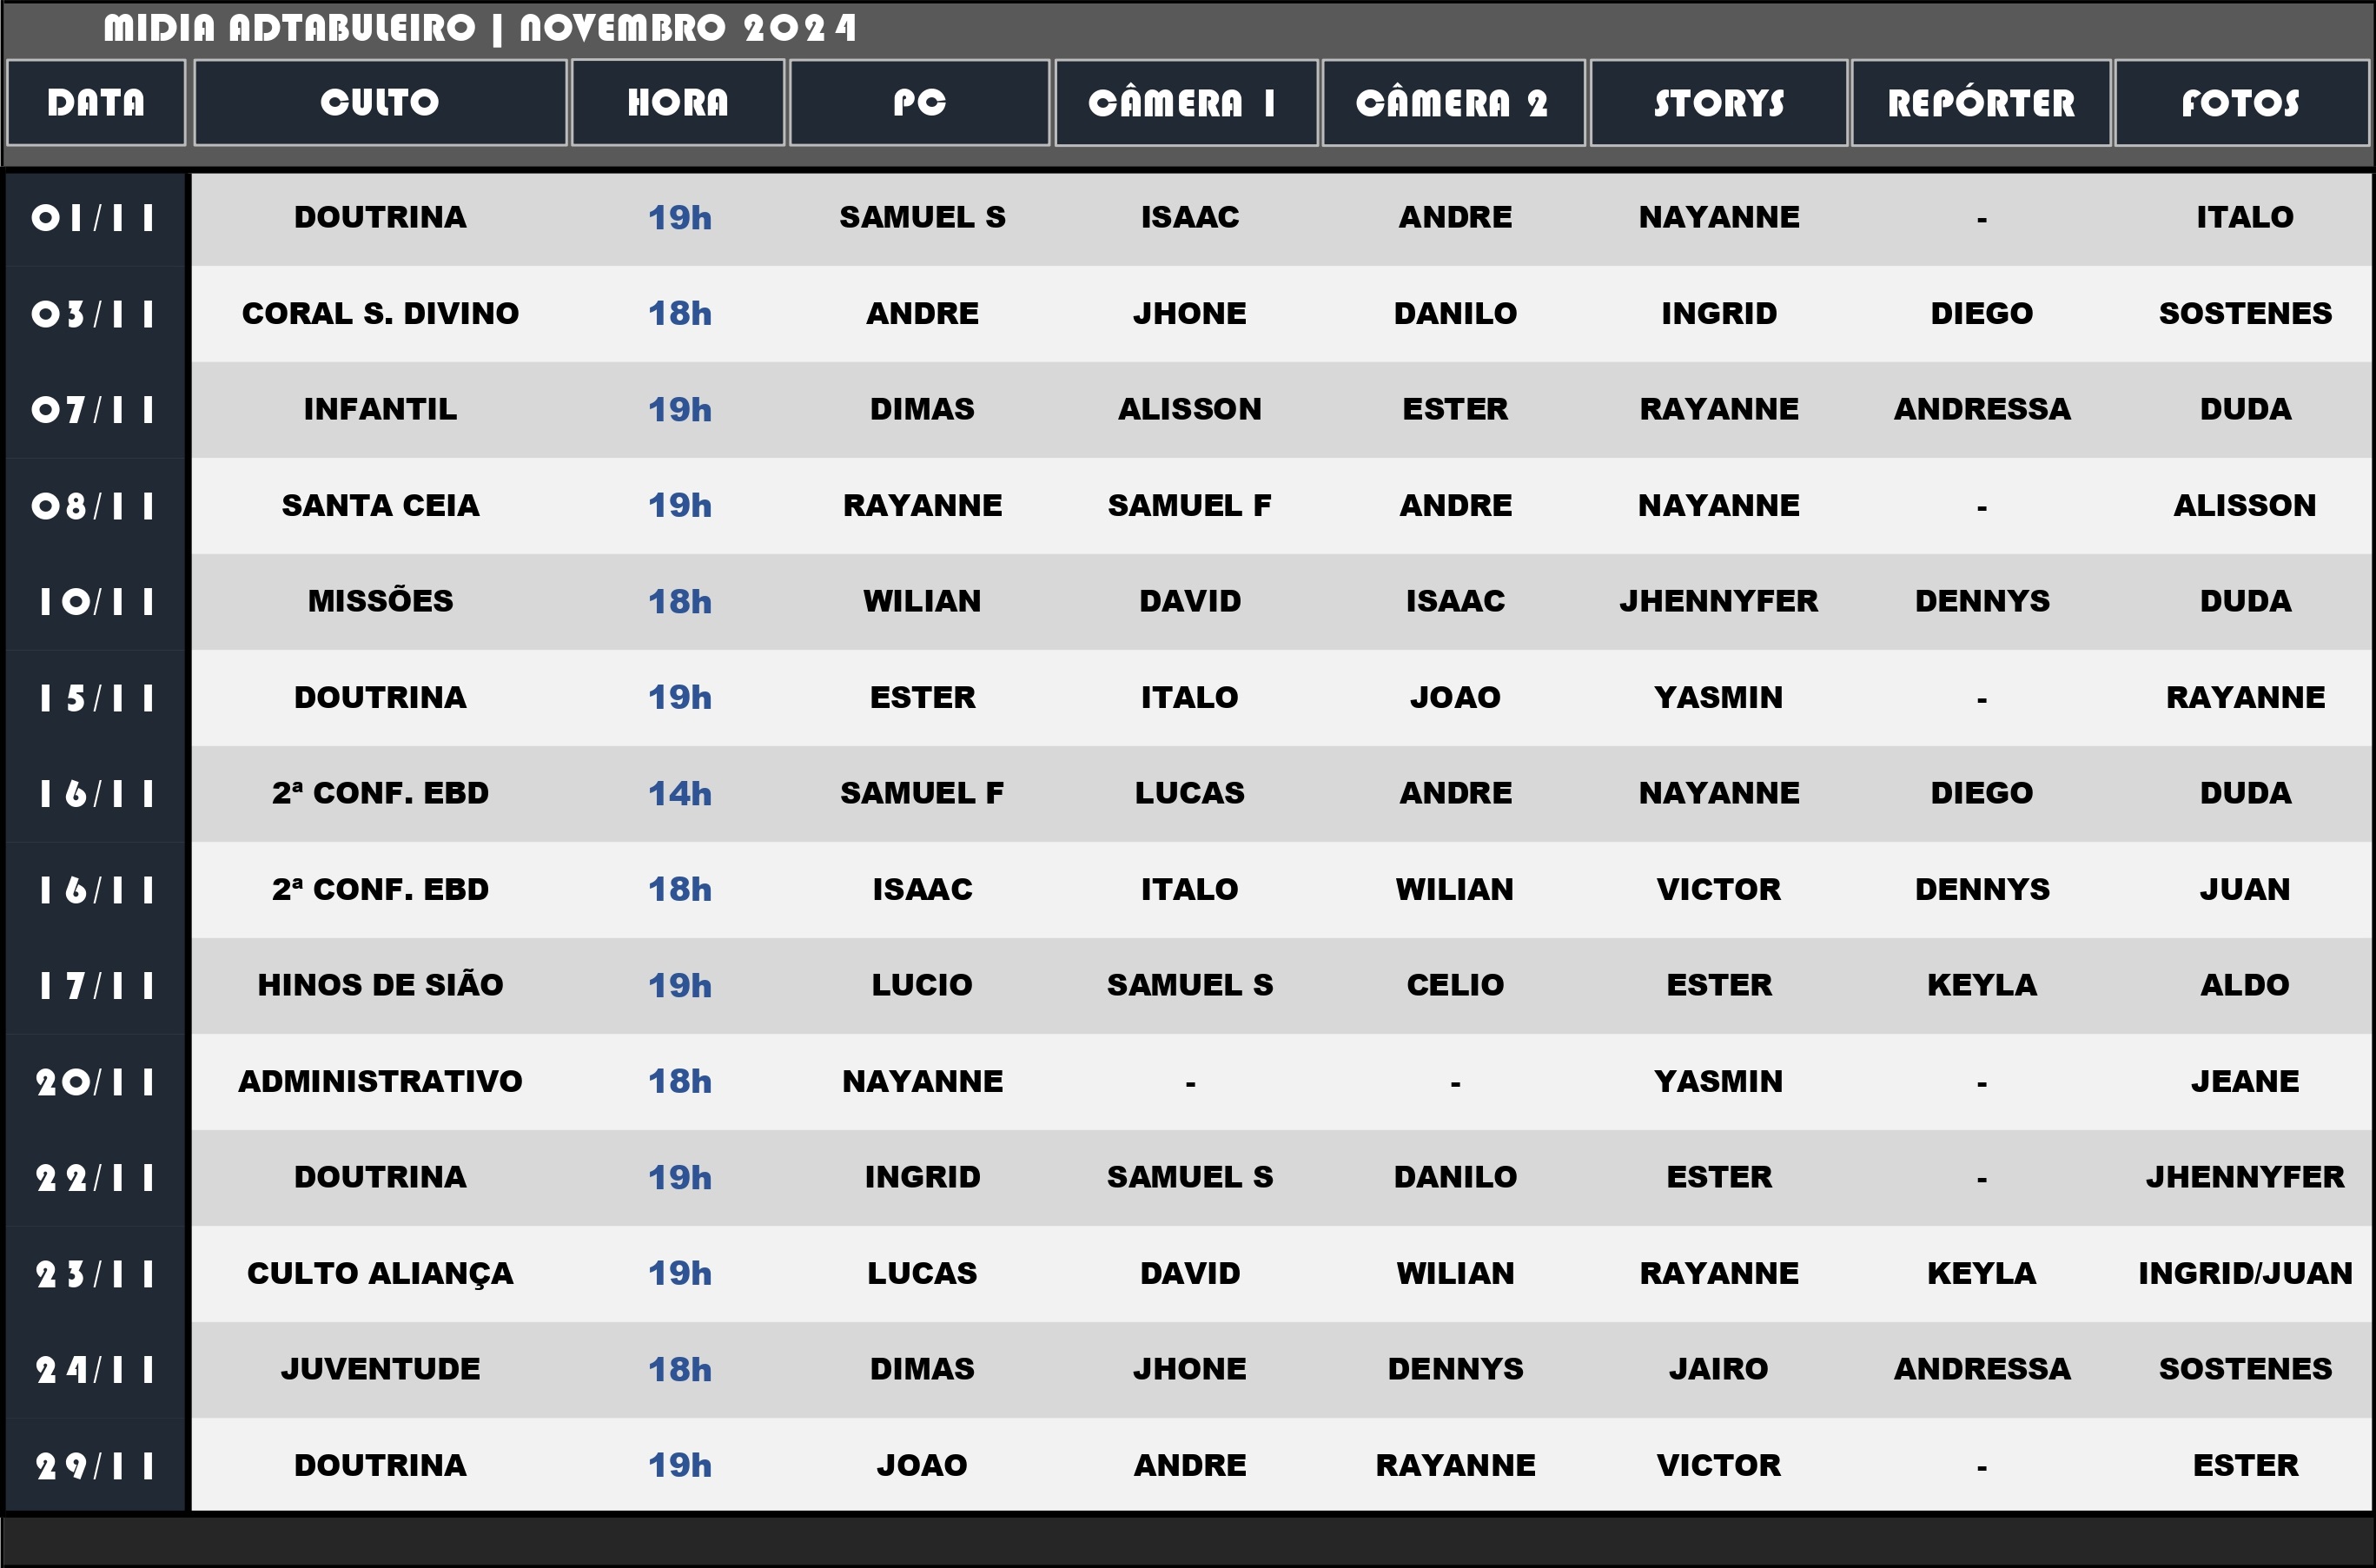 MIDIA ADTABULEIRO | NOVEMBRO 2024
DATA CULTO HORA PC CÂMERA 1 CÂMERA 2 STORYS REPÓRTER FOTOS
01/11 DOUTRINA 19h SAMUEL S ISAAC ANDRE NAYANNE - ITALO
03/11 CORAL S. DIVINO 18h ANDRE JHONE DANILO INGRID DIEGO SOSTENES
07/11 INFANTIL 19h DIMAS ALISSON ESTER RAYANNE ANDRESSA DUDA
08/11 SANTA CEIA 19h RAYANNE SAMUEL F ANDRE NAYANNE - ALISSON
10/11 MISSÕES 18h WILIAN DAVID ISAAC JHENNYFER DENNYS DUDA
15/11 DOUTRINA 19h ESTER ITALO JOAO YASMIN - RAYANNE
16/11 2ª CONF. EBD 14h SAMUEL F LUCAS ANDRE NAYANNE DIEGO DUDA
16/11 2ª CONF. EBD 18h ISAAC ITALO WILIAN VICTOR DENNYS JUAN
17/11 HINOS DE SIÃO 19h LUCIO SAMUEL S CELIO ESTER KEYLA ALDO
20/11 ADMINISTRATIVO 18h NAYANNE - - YASMIN - JEANE
22/11 DOUTRINA 19h INGRID SAMUEL S DANILO ESTER - JHENNYFER
23/11 CULTO ALIANÇA 19h LUCAS DAVID WILIAN RAYANNE KEYLA INGRID/JUAN
24/11 JUVENTUDE 18h DIMAS JHONE DENNYS JAIRO ANDRESSA SOSTENES
29/11 DOUTRINA 19h JOAO ANDRE RAYANNE VICTOR - ESTER